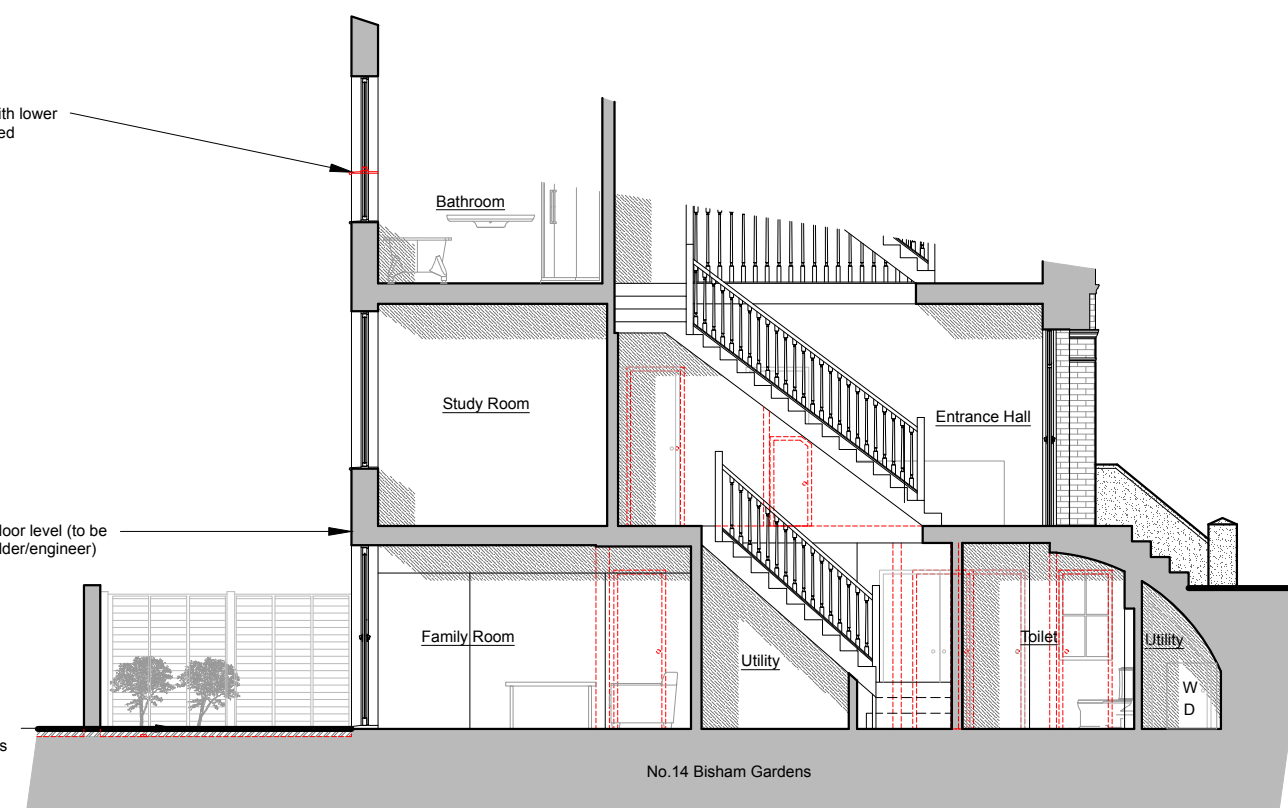 ith lower
ed
Bathroom
Study Room
Entrance Hall
loor level (to be
lder/engineer)
Family Room
Utility
Toilet
Utility
W
D
s
No.14 Bisham Gardens